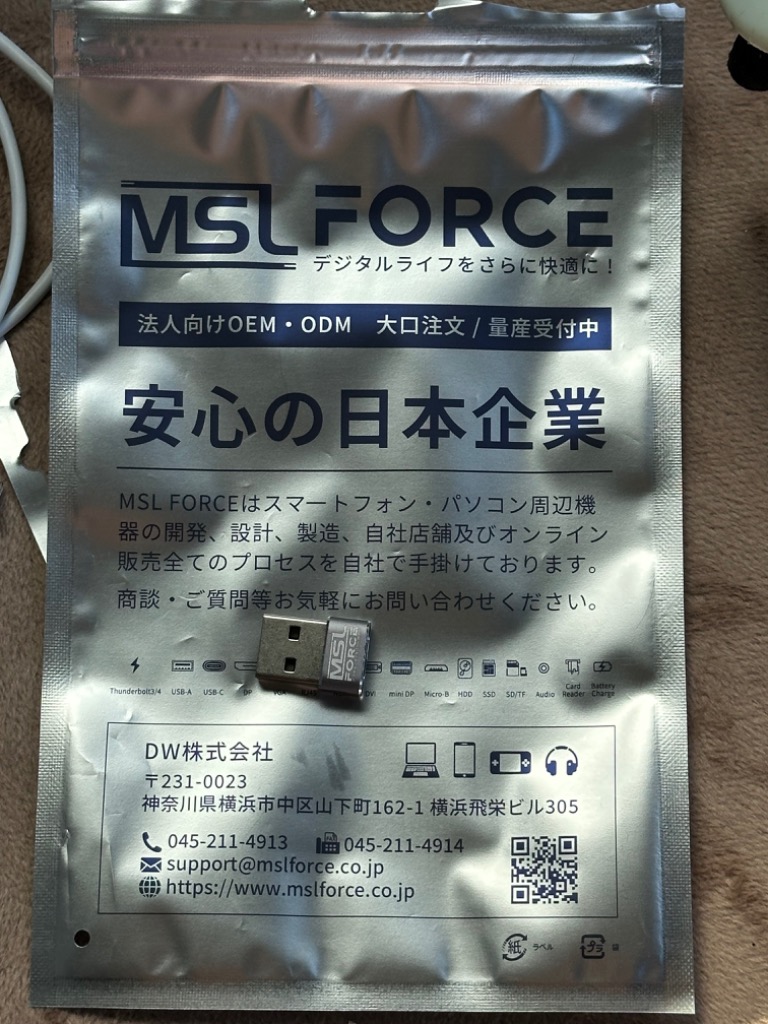 MSL FORCE
デジタルライフをさらに快適に！
法人向けOEM・ODM 大口注文 / 量産受付中
安心の日本企業
MSL FORCEはスマートフォン・パソコン周辺機
器の開発、設計、製造、自社店舗及びオンライン
販売全てのプロセスを自社で手掛けております。
商談・ご質問等お気軽にお問い合わせください。
MSL
FORCE
Thunderbolt3/4 USB-A USB-C DP DVI mini DP Micro-B HDD SSD SD/TF Audio Card Reader Battery Charge
DW株式会社
〒231-0023
神奈川県横浜市中区山下町162-1 横浜飛栄ビル305
045-211-4913 FAX 045-211-4914
support@mslforce.co.jp
https://www.mslforce.co.jp
紙 ラベル プラ 袋